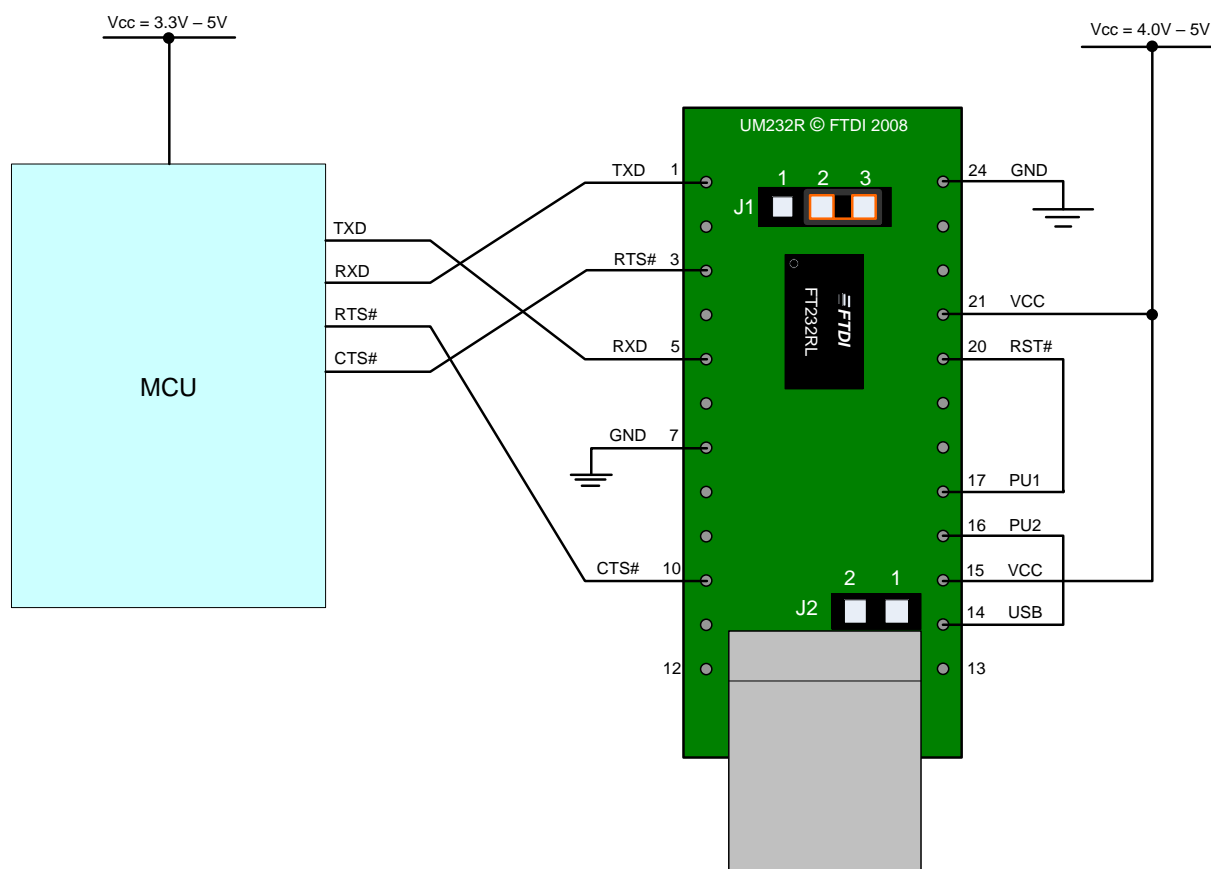 Vcc = 3.3V – 5V
Vcc = 4.0V – 5V
UM232R © FTDI 2008
TXD 1
24 GND
1 2 3
J1
TXD
RTS# 3
RXD
FTDI
FT232RL
21 VCC
RTS#
RXD 5
20 RST#
CTS#
MCU
GND 7
17 PU1
16 PU2
CTS# 10
2 1
15 VCC
J2
14 USB
12
13